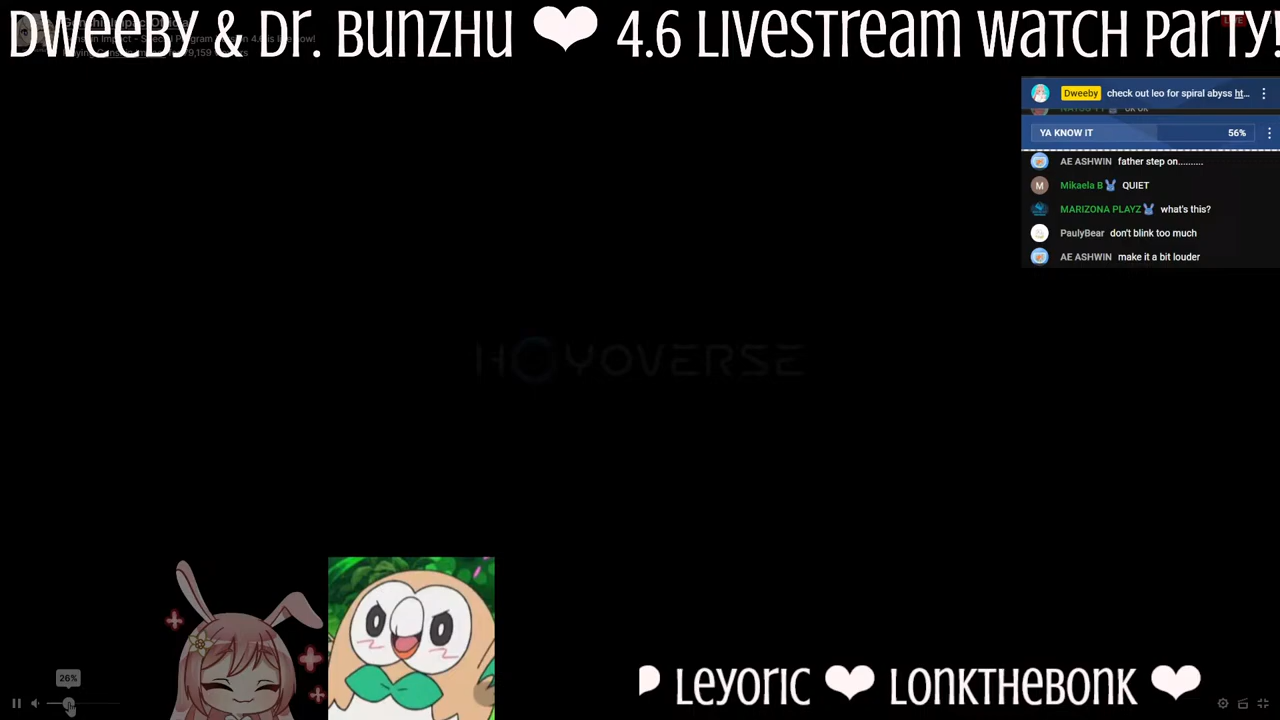 Dweeby & Dr. Bunzhu ❤ 4.6 Livestream Watch Party!
LIVE
Dweeby check out leo for spiral abyss ht...
YA KNOW IT 56%
AE ASHWIN father step on..........
Mikaela B QUIET
M
MARIZONA PLAYZ what's this?
PaulyBear don't blink too much
AE ASHWIN make it a bit louder
HOYOVERSE
26%
Leyoric ❤ LonkTheBonk ❤